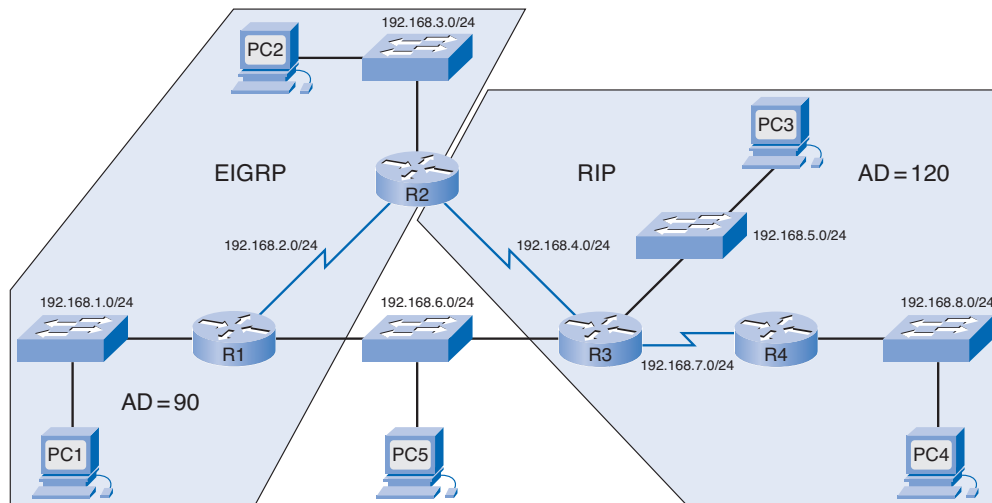 192.168.3.0/24
PC2
PC3
EIGRP
RIP
AD = 120
R2
192.168.2.0/24
192.168.4.0/24
192.168.5.0/24
192.168.1.0/24
192.168.6.0/24
192.168.8.0/24
R1
R3
R4
192.168.7.0/24
AD = 90
PC1
PC5
PC4